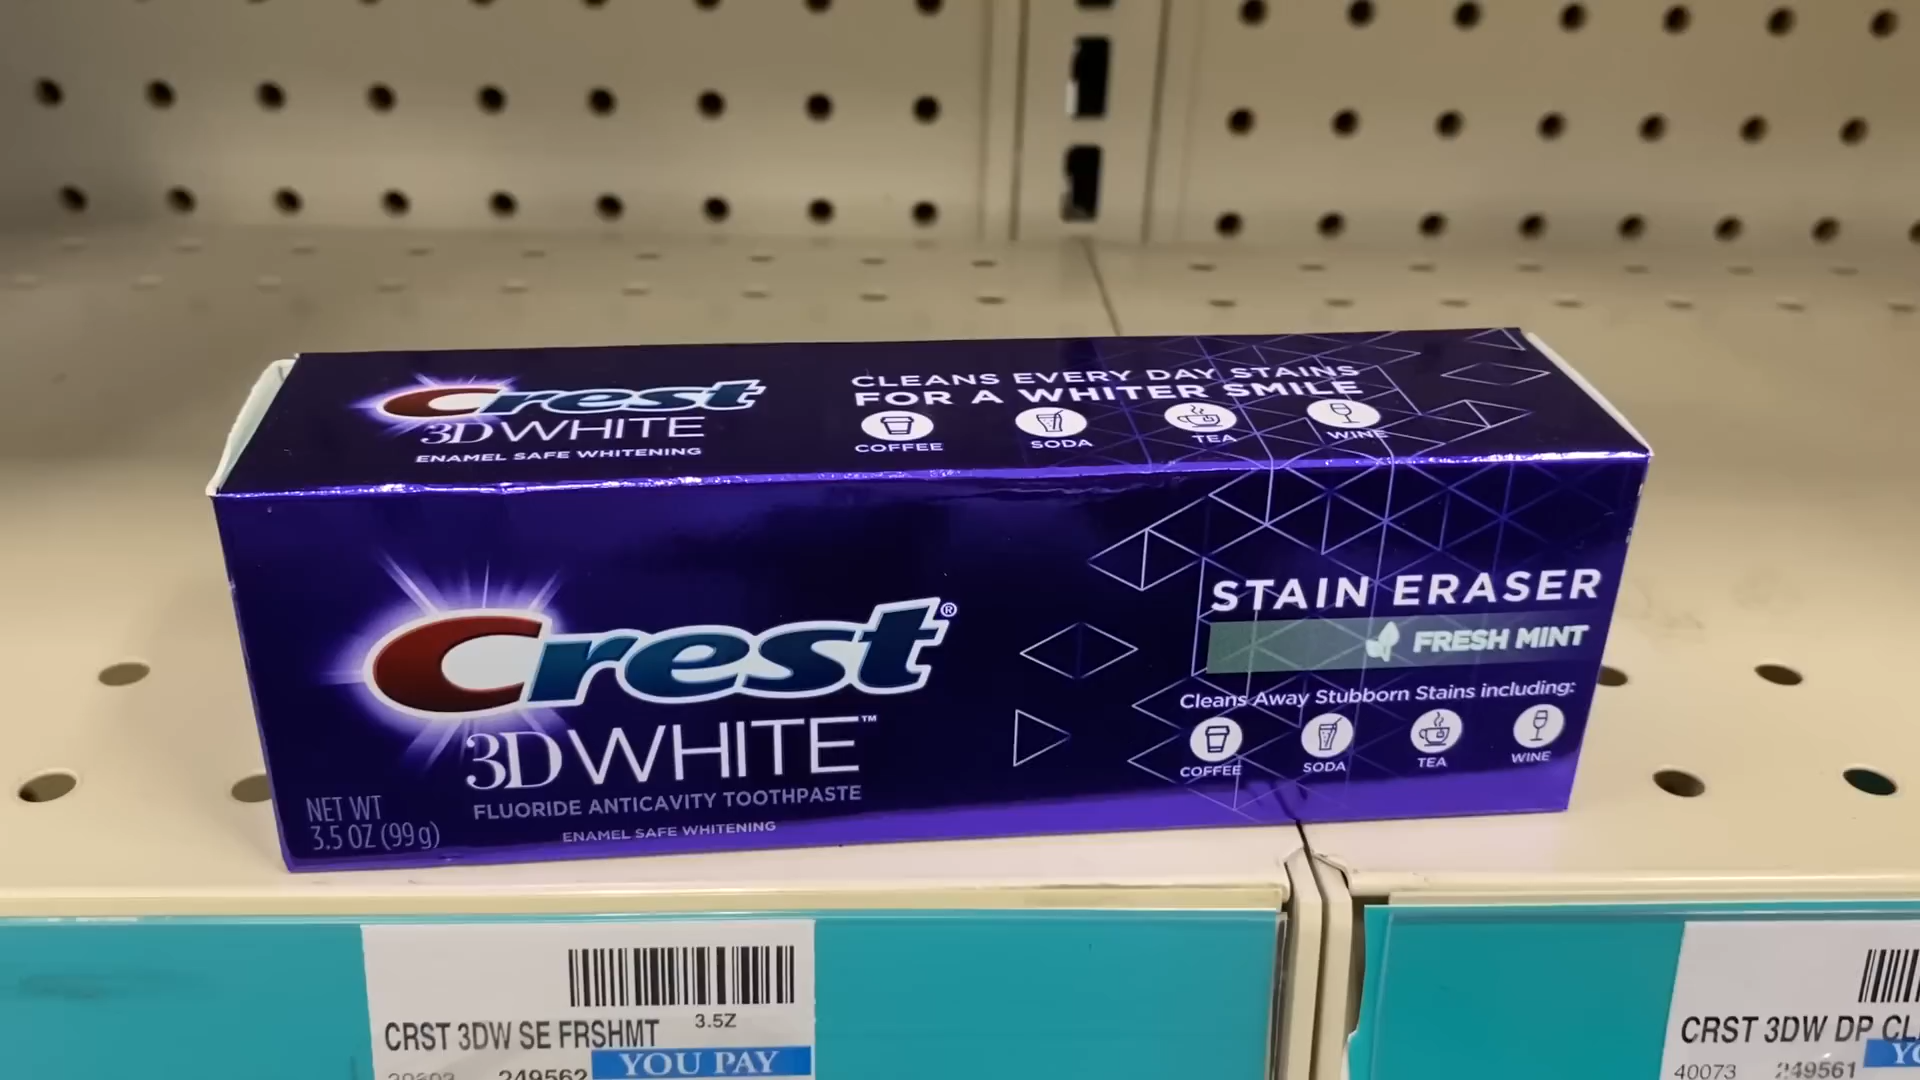 Crest
3D WHITE
ENAMEL SAFE WHITENING
CLEANS EVERY DAY STAINS
FOR A WHITER SMILE
COFFEE SODA TEA WINE
Crest®
3D WHITE™
FLUORIDE ANTICAVITY TOOTHPASTE
ENAMEL SAFE WHITENING
NET WT
3.5 OZ (99 g)
STAIN ERASER
FRESH MINT
Cleans Away Stubborn Stains including:
COFFEE SODA TEA WINE
3.5Z
CRST 3DW SE FRSHMT
YOU PAY
249562
CRST 3DW DP CL
40073 249561